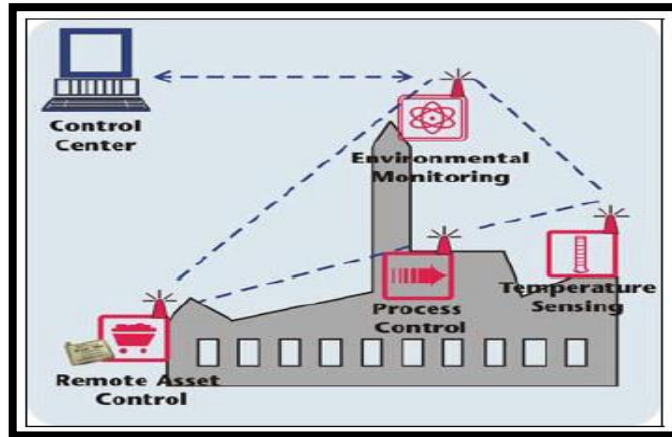 Control
Center
Environmental
Monitoring
Temperature
Sensing
Process
Control
Remote Asset
Control